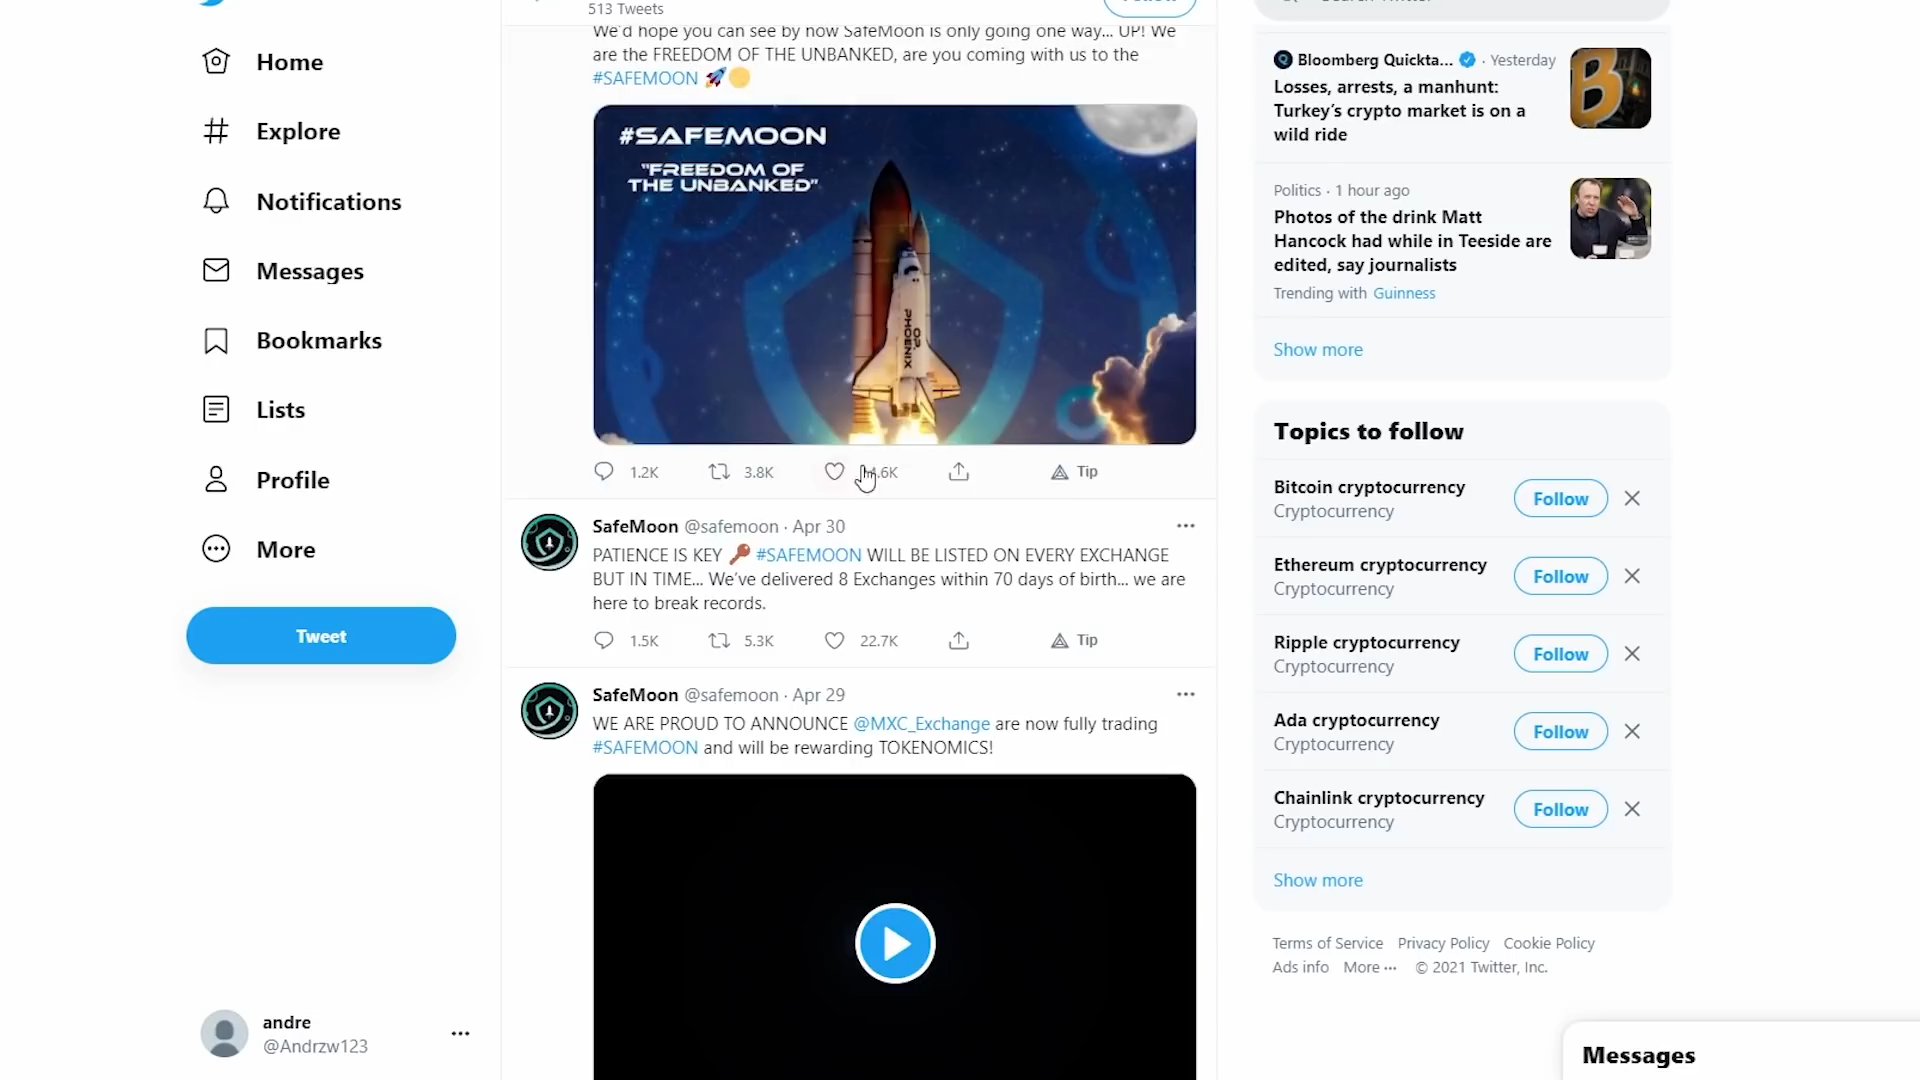 Home
Explore
Notifications
Messages
Bookmarks
Lists
Profile
More
Tweet
andre
@Andrzw123
513 Tweets
We'd hope you can see by now SafeMoon is only going one way... UP! We
are the FREEDOM OF THE UNBANKED, are you coming with us to the
#SAFEMOON 🚀🌕
#SAFEMOON
"FREEDOM OF
THE UNBANKED"
O.P. PHOENIX
1.2K 3.8K Tip
SafeMoon @safemoon · Apr 30
PATIENCE IS KEY 🔑 #SAFEMOON WILL BE LISTED ON EVERY EXCHANGE
BUT IN TIME... We've delivered 8 Exchanges within 70 days of birth... we are
here to break records.
1.5K 5.3K 22.7K Tip
SafeMoon @safemoon · Apr 29
WE ARE PROUD TO ANNOUNCE @MXC_Exchange are now fully trading
#SAFEMOON and will be rewarding TOKENOMICS!
Bloomberg Quickta... · Yesterday
Losses, arrests, a manhunt:
Turkey's crypto market is on a
wild ride
Politics · 1 hour ago
Photos of the drink Matt
Hancock had while in Teeside are
edited, say journalists
Trending with Guinness
Show more
Topics to follow
Bitcoin cryptocurrency
Cryptocurrency
Follow
Ethereum cryptocurrency
Cryptocurrency
Follow
Ripple cryptocurrency
Cryptocurrency
Follow
Ada cryptocurrency
Cryptocurrency
Follow
Chainlink cryptocurrency
Cryptocurrency
Follow
Show more
Terms of Service Privacy Policy Cookie Policy
Ads info More ··· © 2021 Twitter, Inc.
Messages